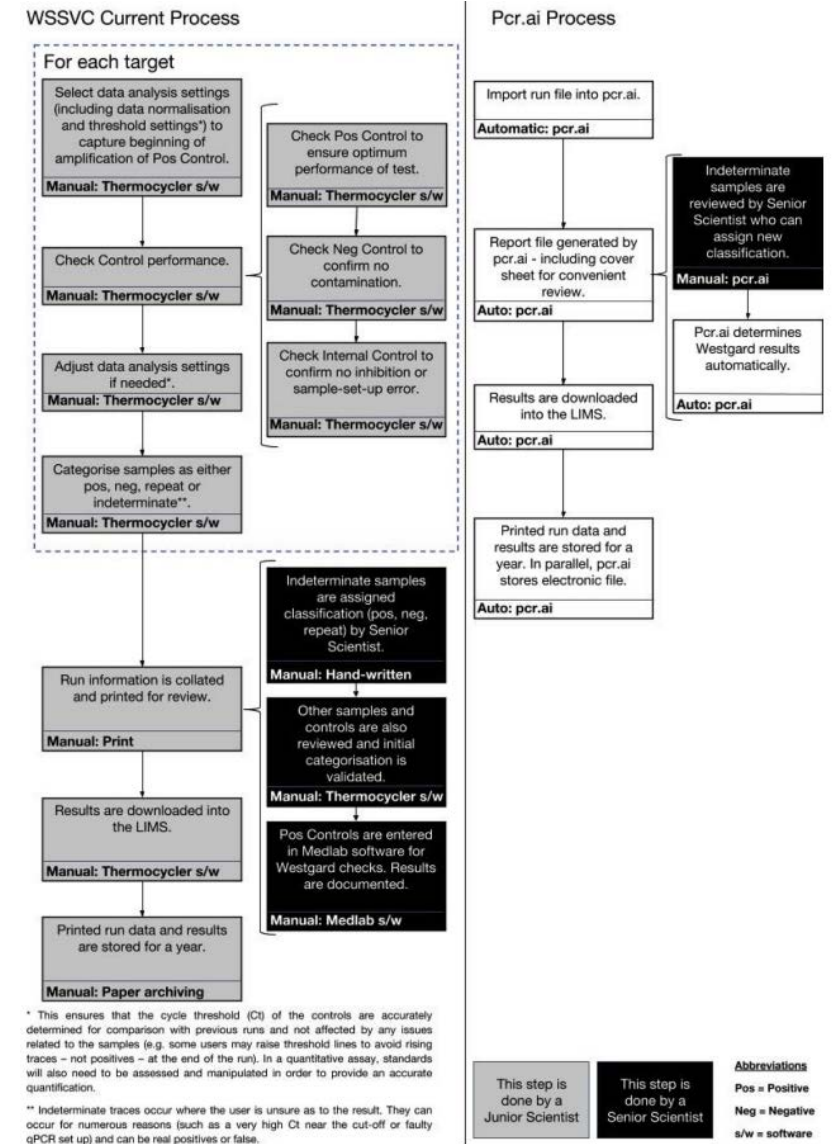 WSSVC Current Process
For each target
Select data analysis settings
(including data normalisation
and threshold settings*) to
capture beginning of
amplification of Pos Control.
Manual: Thermocycler s/w
Check Control performance.
Manual: Thermocycler s/w
Adjust data analysis settings
if needed*.
Manual: Thermocycler s/w
Categorise samples as either
pos, neg, repeat or
indeterminate**.
Manual: Thermocycler s/w
Check Pos Control to
ensure optimum
performance of test.
Manual: Thermocycler s/w
Check Neg Control to
confirm no
contamination.
Manual: Thermocycler s/w
Check Internal Control to
confirm no inhibition or
sample-set-up error.
Manual: Thermocycler s/w
Run information is collated
and printed for review.
Manual: Print
Results are downloaded into
the LIMS.
Manual: Thermocycler s/w
Printed run data and results
are stored for a year.
Manual: Paper archiving
Indeterminate samples
are assigned
classification (pos, neg,
repeat) by Senior
Scientist.
Manual: Hand-written
Other samples and
controls are also
reviewed and initial
categorisation is
validated.
Manual: Thermocycler s/w
Pos Controls are entered
in Medlab software for
Westgard checks. Results
are documented.
Manual: Medlab s/w
* This ensures that the cycle threshold (Ct) of the controls are accurately
determined for comparison with previous runs and not affected by any issues
related to the samples (e.g. some users may raise threshold lines to avoid rising
traces – not positives – at the end of the run). In a quantitative assay, standards
will also need to be assessed and manipulated in order to provide an accurate
quantification.
** Indeterminate traces occur where the user is unsure as to the result. They can
occur for numerous reasons (such as a very high Ct near the cut-off or faulty
qPCR set up) and can be real positives or false.
Pcr.ai Process
Import run file into pcr.ai.
Automatic: pcr.ai
Report file generated by
pcr.ai - including cover
sheet for convenient
review.
Auto: pcr.ai
Results are downloaded
into the LIMS.
Auto: pcr.ai
Printed run data and
results are stored for a
year. In parallel, pcr.ai
stores electronic file.
Auto: pcr.ai
Indeterminate
samples are
reviewed by Senior
Scientist who can
assign new
classification.
Manual: pcr.ai
Pcr.ai determines
Westgard results
automatically.
Auto: pcr.ai
This step is
done by a
Junior Scientist
This step is
done by a
Senior Scientist
Abbreviations
Pos = Positive
Neg = Negative
s/w = software